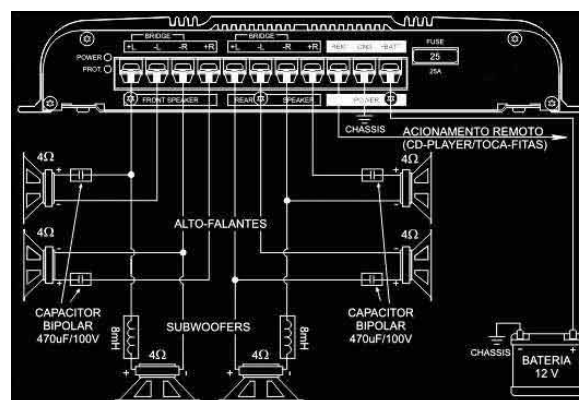 BRIDGE BRIDGE
+L -L -R +R +L -L -R +R REM GND +BAT FUSE
POWER
PROT.
25
25A
FRONT SPEAKER REAR SPEAKER POWER
CHASSIS
ACIONAMENTO REMOTO
(CD-PLAYER/TOCA-FITAS)
4Ω 4Ω
+ +
- -
ALTO-FALANTES
4Ω 4Ω
- -
+ +
CAPACITOR
BIPOLAR
470uF/100V
CAPACITOR
BIPOLAR
470uF/100V
8mH
SUBWOOFERS
8mH
4Ω 4Ω
+ - - +
CHASSIS
- +
BATERIA
12 V